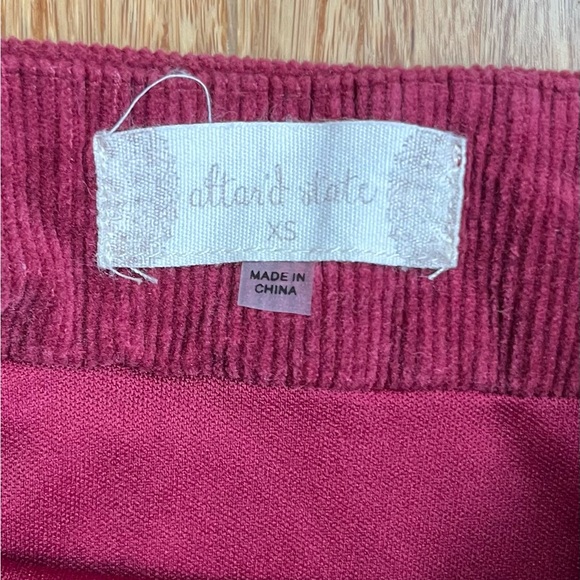 altar'd state
XS
MADE IN
CHINA